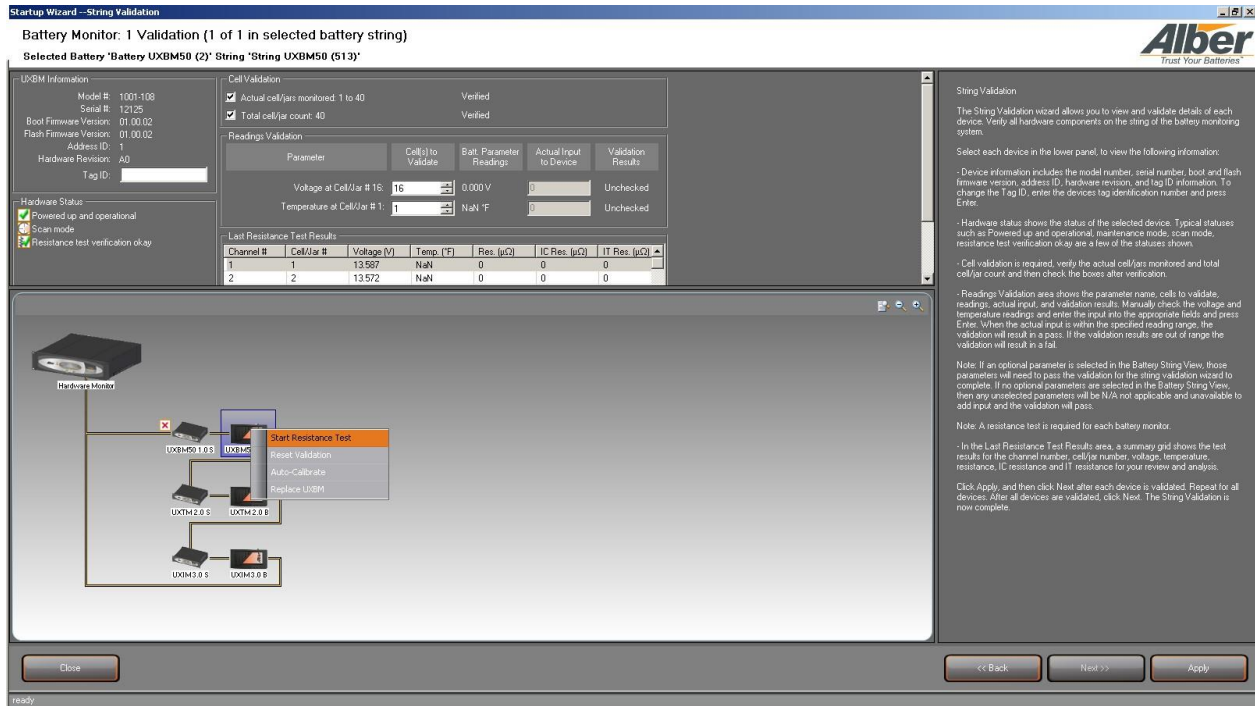 Startup Wizard --String Validation
Battery Monitor: 1 Validation (1 of 1 in selected battery string)
Selected Battery 'Battery UXBM50 (2)' String 'String UXBM50 (513)'
Alber
Trust Your Batteries
UXBM Information
Model #: 1001-108
Serial #: 12125
Boot Firmware Version: 01.00.02
Flash Firmware Version: 01.00.02
Address ID: 1
Hardware Revision: A0
Tag ID:
Hardware Status
Powered up and operational
Scan mode
Resistance test verification okay
Cell Validation
Actual cell/jars monitored: 1 to 40 Verified
Total cell/jar count: 40 Verified
Readings Validation
Parameter Cell(s) to Validate Batt. Parameter Readings Actual Input to Device Validation Results
Voltage at Cell/Jar # 16: 16 0.000 V 0 Unchecked
Temperature at Cell/Jar # 1: 1 NaN °F 0 Unchecked
Last Resistance Test Results
Channel # Cell/Jar # Voltage (V) Temp. (°F) Res. (µΩ) IC Res. (µΩ) IT Res. (µΩ)
1 1 13.587 NaN 0 0 0
2 2 13.572 NaN 0 0 0
Hardware Monitor
UXBM50 1.0 S UXBM5
Start Resistance Test
Reset Validation
Auto-Calibrate
Replace UXBM
UXTM 2.0 S UXTM 2.0 B
UXIM3.0 S UXIM3.0 B
String Validation
The String Validation wizard allows you to view and validate details of each
device. Verify all hardware components on the string of the battery monitoring
system.
Select each device in the lower panel, to view the following information:
- Device information includes the model number, serial number, boot and flash
firmware version, address ID, hardware revision, and tag ID information. To
change the Tag ID, enter the devices tag identification number and press
Enter.
- Hardware status shows the status of the selected device. Typical statuses
such as Powered up and operational, maintenance mode, scan mode,
resistance test verification okay are a few of the statuses shown.
- Cell validation is required, verify the actual cell/jars monitored and total
cell/jar count and then check the boxes after verification.
- Readings Validation area shows the parameter name, cells to validate,
readings, actual input, and validation results. Manually check the voltage and
temperature readings and enter the input into the appropriate fields and press
Enter. When the actual input is within the specified reading range, the
validation will result in a pass. If the validation results are out of range the
validation will result in a fail.
Note: If an optional parameter is selected in the Battery String View, those
parameters will need to pass the validation for the string validation wizard to
complete. If no optional parameters are selected in the Battery String View,
then any unselected parameters will be N/A not applicable and unavailable to
add input and the validation will pass.
Note: A resistance test is required for each battery monitor.
- In the Last Resistance Test Results area, a summary grid shows the test
results for the channel number, cell/jar number, voltage, temperature,
resistance, IC resistance and IT resistance for your review and analysis.
Click Apply, and then click Next after each device is validated. Repeat for all
devices. After all devices are validated, click Next. The String Validation is
now complete.
Close
<< Back
Next >>
Apply
ready